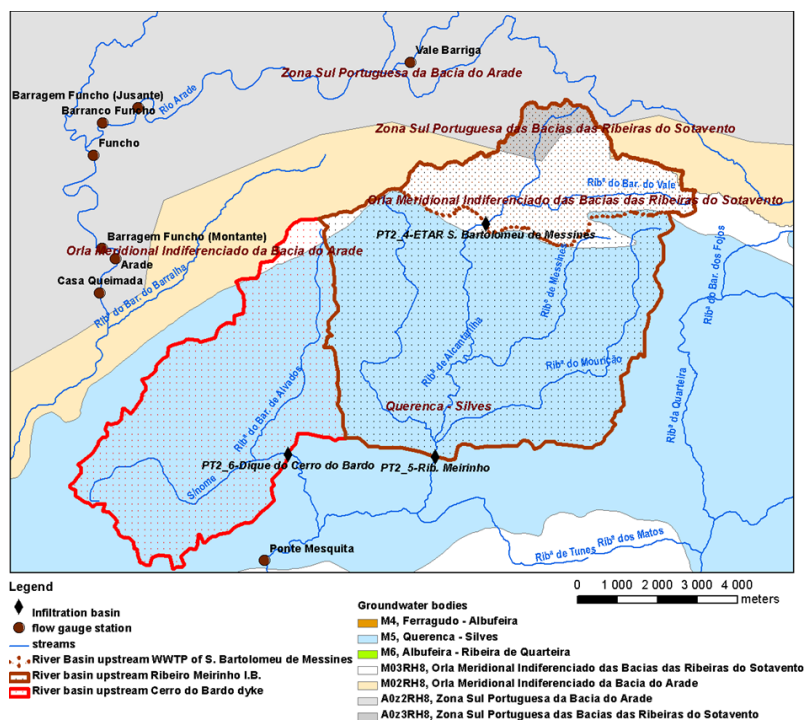 Vale Barriga
Zona Sul Portuguesa da Bacia do Arade
Barragem Funcho (Jusante)
Rio Arade
Barranco Funcho
Zona Sul Portuguesa das Bacias das Ribeiras do Sotavento
Funcho
Ribª do Bar. do Vale
Orla Meridional Indiferenciado das Bacias das Ribeiras do Sotavento
PT2_4-ETAR S. Bartolomeu de Messines
Barragem Funcho (Montante)
Orla Meridional Indiferenciado da Bacia do Arade
Arade
Casa Queimada
Ribª do Bar. do Barralha
Ribª de Messines
Ribª do Bar. dos Fojos
Ribª de Alcantarilha
Ribª do Mourição
Ribª do Bar. de Alvados
Querenca - Silves
Ribª da Quarteira
PT2_6-Dique do Cerro do Bardo
PT2_5-Rib. Meirinho
Sinome
Ponte Mesquita
Ribª de Tunes
Ribª dos Matos
Legend
Infiltration basin
flow gauge station
streams
River Basin upstream WWTP of S. Bartolomeu de Messines
River basin upstream Ribeiro Meirinho I.B.
River basin upstream Cerro do Bardo dyke
0 1 000 2 000 3 000 4 000
meters
Groundwater bodies
M4, Ferragudo - Albufeira
M5, Querenca - Silves
M6, Albufeira - Ribeira de Quarteira
M03RH8, Orla Meridional Indiferenciado das Bacias das Ribeiras do Sotavento
M02RH8, Orla Meridional Indiferenciado da Bacia do Arade
A0z2RH8, Zona Sul Portuguesa da Bacia do Arade
A0z3RH8, Zona Sul Portuguesa das Bacias das Ribeiras do Sotavento